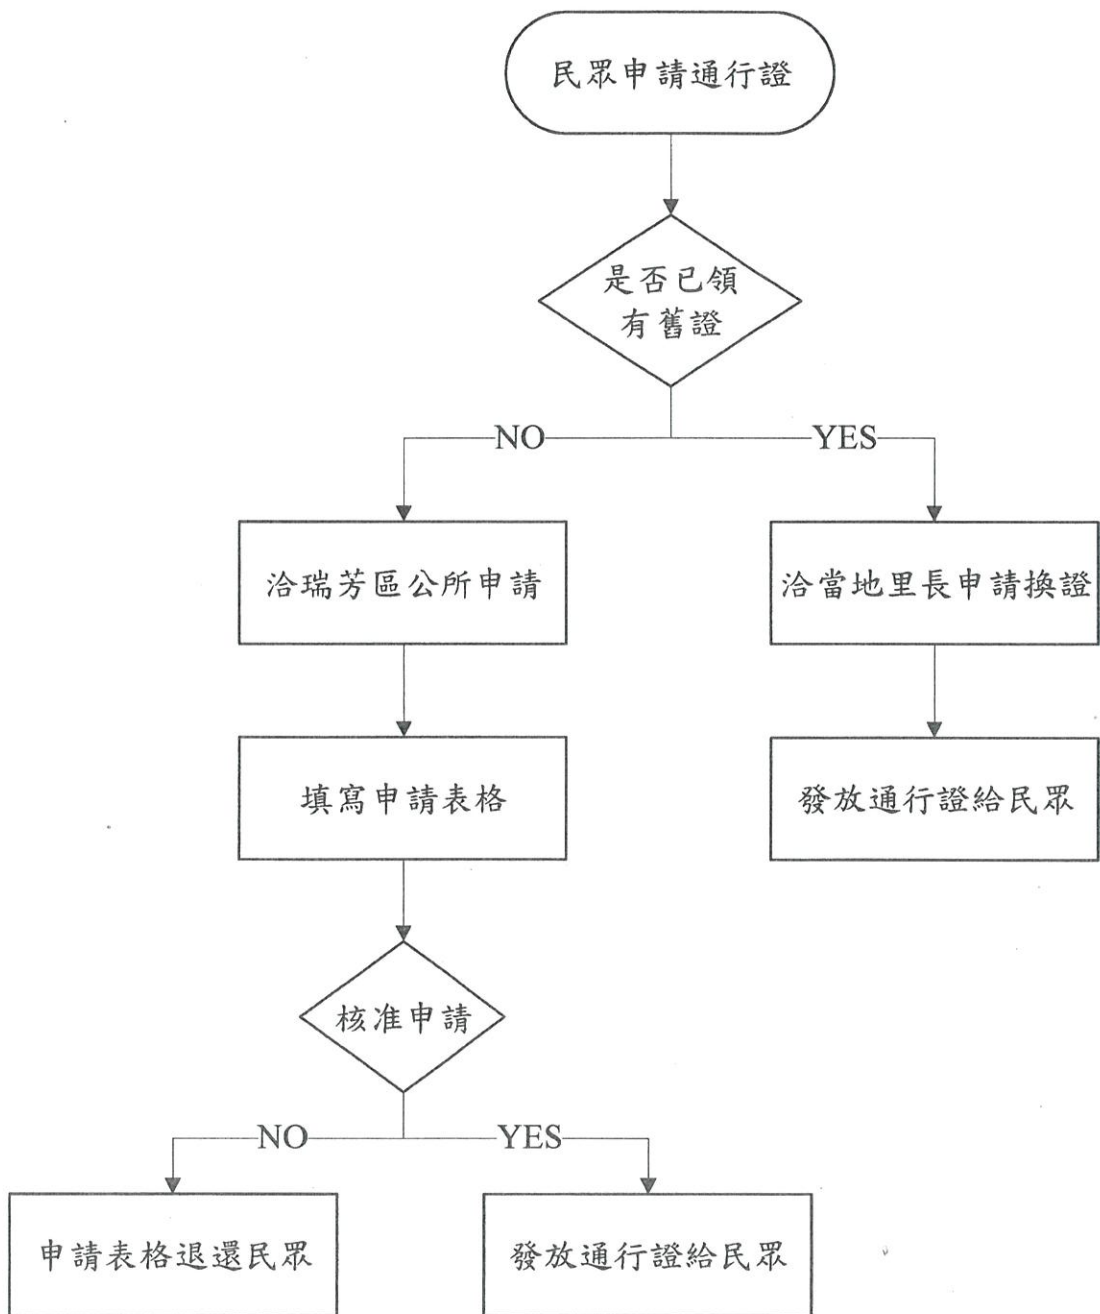 民眾申請通行證
是否已領
有舊證
NO
YES
洽瑞芳區公所申請
洽當地里長申請換證
填寫申請表格
發放通行證給民眾
核准申請
NO
YES
申請表格退還民眾
發放通行證給民眾